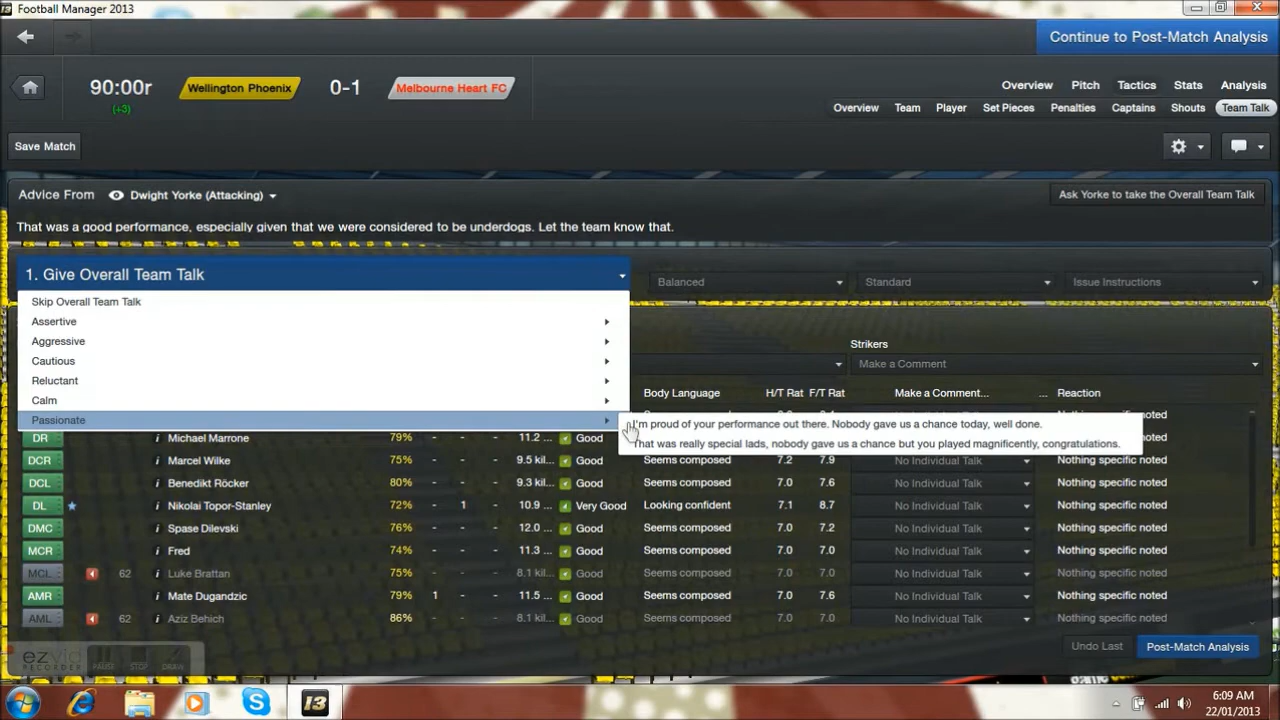 Football Manager 2013
Continue to Post-Match Analysis
90:00r
(+3)
Wellington Phoenix
0-1
Melbourne Heart FC
Overview Pitch Tactics Stats Analysis
Overview Team Player Set Pieces Penalties Captains Shouts Team Talk
Save Match
Advice From Dwight Yorke (Attacking)
Ask Yorke to take the Overall Team Talk
That was a good performance, especially given that we were considered to be underdogs. Let the team know that.
1. Give Overall Team Talk
Balanced Standard Issue Instructions
Skip Overall Team Talk
Assertive
Aggressive
Cautious
Reluctant
Calm
Passionate
Strikers
Make a Comment
Body Language H/T Rat F/T Rat Make a Comment... ... Reaction
I'm proud of your performance out there. Nobody gave us a chance today, well done.
That was really special lads, nobody gave us a chance but you played magnificently, congratulations.
Nothing specific noted
DR Michael Marrone 79% - - - 11.2 ... Good Nothing specific noted
DCR Marcel Wilke 75% - - - 9.5 kil... Good Seems composed 7.2 7.9 No Individual Talk Nothing specific noted
DCL Benedikt Röcker 80% - - - 9.3 kil... Good Seems composed 7.0 7.6 No Individual Talk Nothing specific noted
DL i Nikolai Topor-Stanley 72% - 1 - 10.9 ... Very Good Looking confident 7.1 8.7 No Individual Talk Nothing specific noted
DMC i Spase Dilevski 76% - - - 12.0 ... Good Seems composed 7.0 7.2 No Individual Talk Nothing specific noted
MCR i Fred 74% - - - 11.3 ... Good Seems composed 7.0 7.0 No Individual Talk Nothing specific noted
MCL 62 i Luke Brattan 75% - - - 8.1 kil... Good Seems composed 7.0 7.0 No Individual Talk Nothing specific noted
AMR i Mate Dugandzic 79% 1 - - 11.5 ... Good Seems composed 7.0 7.6 No Individual Talk Nothing specific noted
AML 62 i Aziz Behich 86% - - - 8.1 kil... Good Seems composed 7.0 7.0 No Individual Talk Nothing specific noted
ezvid
RECORDER
PAUSE STOP DRAW
Undo Last
Post-Match Analysis
6:09 AM
22/01/2013